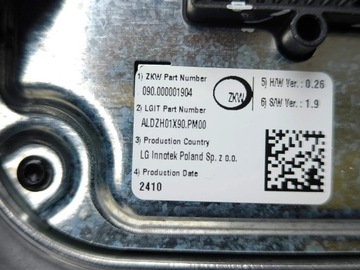 1) ZKW Part Number
090.000001904
ZKW
2) LGIT Part Number
ALDZH01X90.PM00
3) Production Country
LG Innotek Poland Sp. z o.o.
4) Production Date
2410
5) H/W Ver. : 0.26
6) S/W Ver. : 1.9